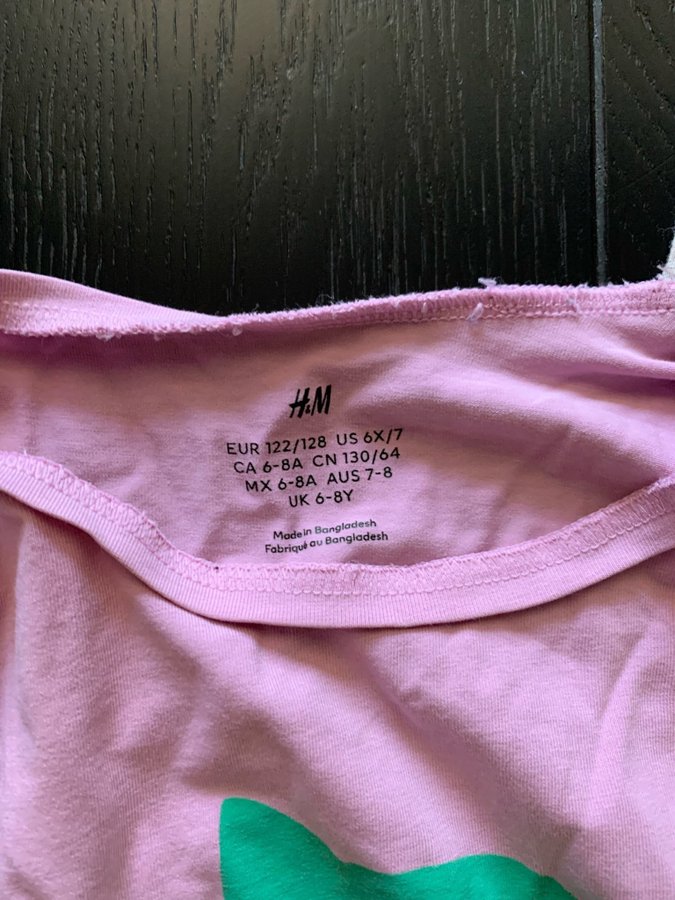 H&M
EUR 122/128 US 6X/7
CA 6-8A CN 130/64
MX 6-8A AUS 7-8
UK 6-8Y
Made in Bangladesh
Fabriqué au Bangladesh